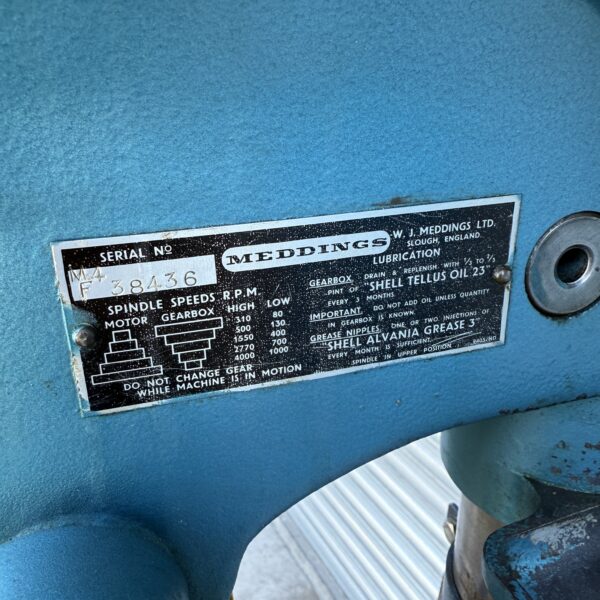 SERIAL No
MEDDINGS
W. J. MEDDINGS LTD.
SLOUGH, ENGLAND.
M4
F 38436
SPINDLE SPEEDS R.P.M
MOTOR GEARBOX HIGH LOW
310 80
500 130
1550 400
2770 700
4000 1000
DO NOT CHANGE GEAR
WHILE MACHINE IS IN MOTION
LUBRICATION
GEARBOX DRAIN & REPLENISH WITH 1/2 TO 2/3
PINT OF "SHELL TELLUS OIL 23"
EVERY 3 MONTHS
IMPORTANT. DO NOT ADD OIL UNLESS QUANTITY
IN GEARBOX IS KNOWN.
GREASE NIPPLES. ONE OR TWO INJECTIONS OF
"SHELL ALVANIA GREASE 3"
EVERY MONTH IS SUFFICIENT.
SPINDLE IN UPPER POSITION.